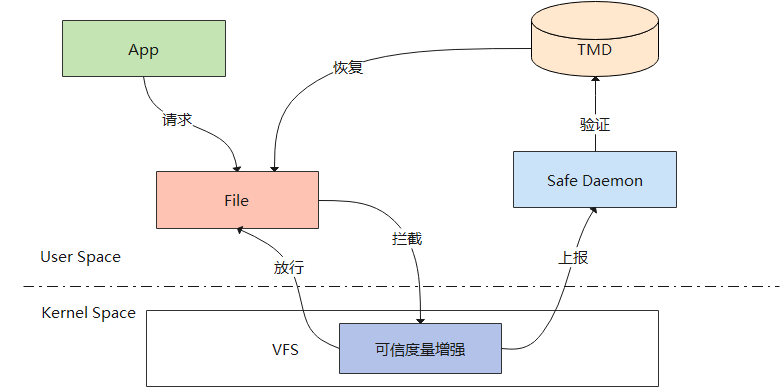 App
TMD
恢复
请求
验证
File
Safe Daemon
拦截
User Space
放行
上报
Kernel Space
VFS
可信度量增强